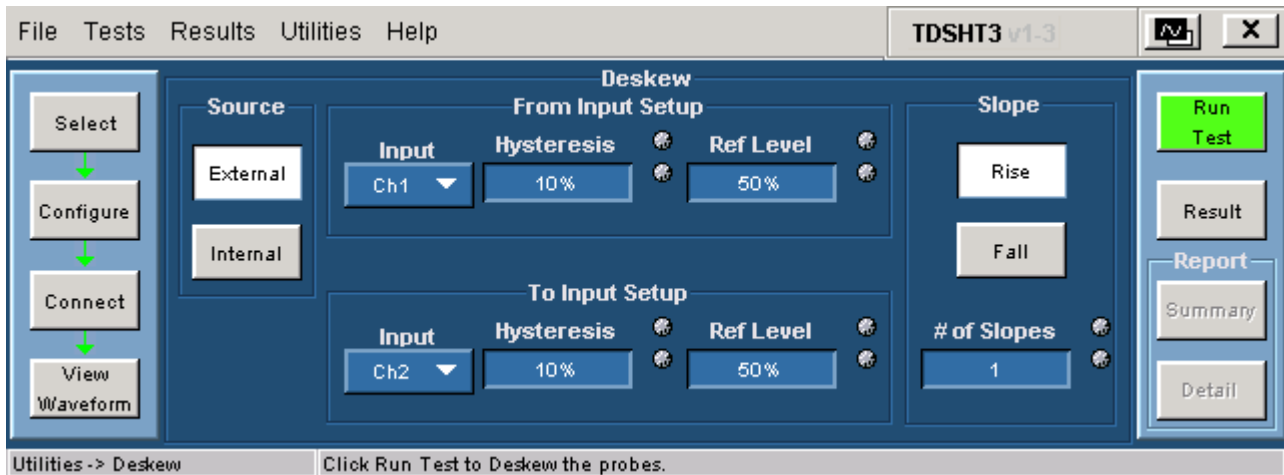 File Tests Results Utilities Help TDSHT3 v1-3 X
Select
Configure
Connect
View
Waveform
Deskew
Source
External
Internal
From Input Setup
Input Hysteresis Ref Level
Ch1 10% 50%
To Input Setup
Input Hysteresis Ref Level
Ch2 10% 50%
Slope
Rise
Fall
# of Slopes
1
Run
Test
Result
Report
Summary
Detail
Utilities -> Deskew Click Run Test to Deskew the probes.